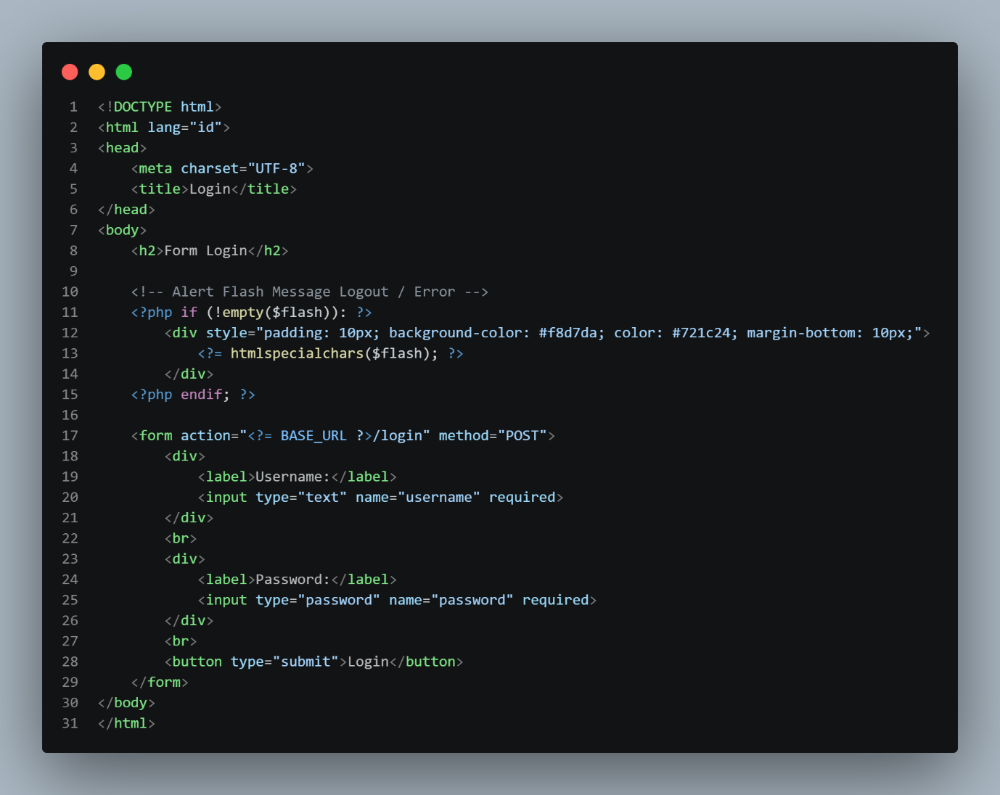 1 <!DOCTYPE html>
2 <html lang="id">
3 <head>
4     <meta charset="UTF-8">
5     <title>Login</title>
6 </head>
7 <body>
8     <h2>Form Login</h2>
9
10     <!-- Alert Flash Message Logout / Error -->
11     <?php if (!empty($flash)): ?>
12         <div style="padding: 10px; background-color: #f8d7da; color: #721c24; margin-bottom: 10px;">
13             <?= htmlspecialchars($flash); ?>
14         </div>
15     <?php endif; ?>
16
17     <form action="<?= BASE_URL ?>/login" method="POST">
18         <div>
19             <label>Username:</label>
20             <input type="text" name="username" required>
21         </div>
22         <br>
23         <div>
24             <label>Password:</label>
25             <input type="password" name="password" required>
26         </div>
27         <br>
28         <button type="submit">Login</button>
29     </form>
30 </body>
31 </html>